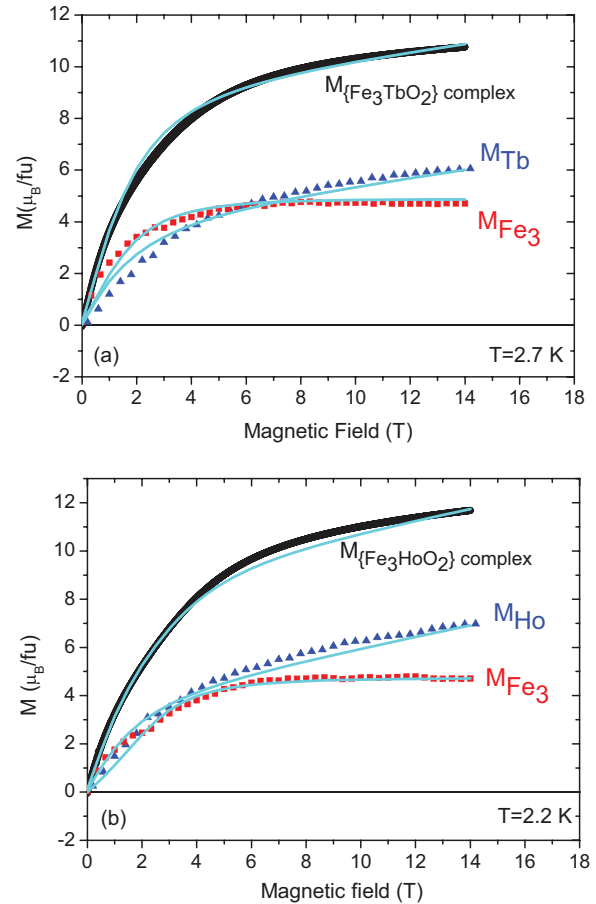 12
10
8
6
4
2
0
-2
M(μB/fu)
M{Fe3TbO2} complex
MTb
MFe3
(a)
T=2.7 K
0 2 4 6 8 10 12 14 16 18
Magnetic Field (T)
12
10
8
6
4
2
0
-2
M (μB/fu)
M{Fe3HoO2} complex
MHo
MFe3
(b)
T=2.2 K
0 2 4 6 8 10 12 14 16 18
Magnetic field (T)